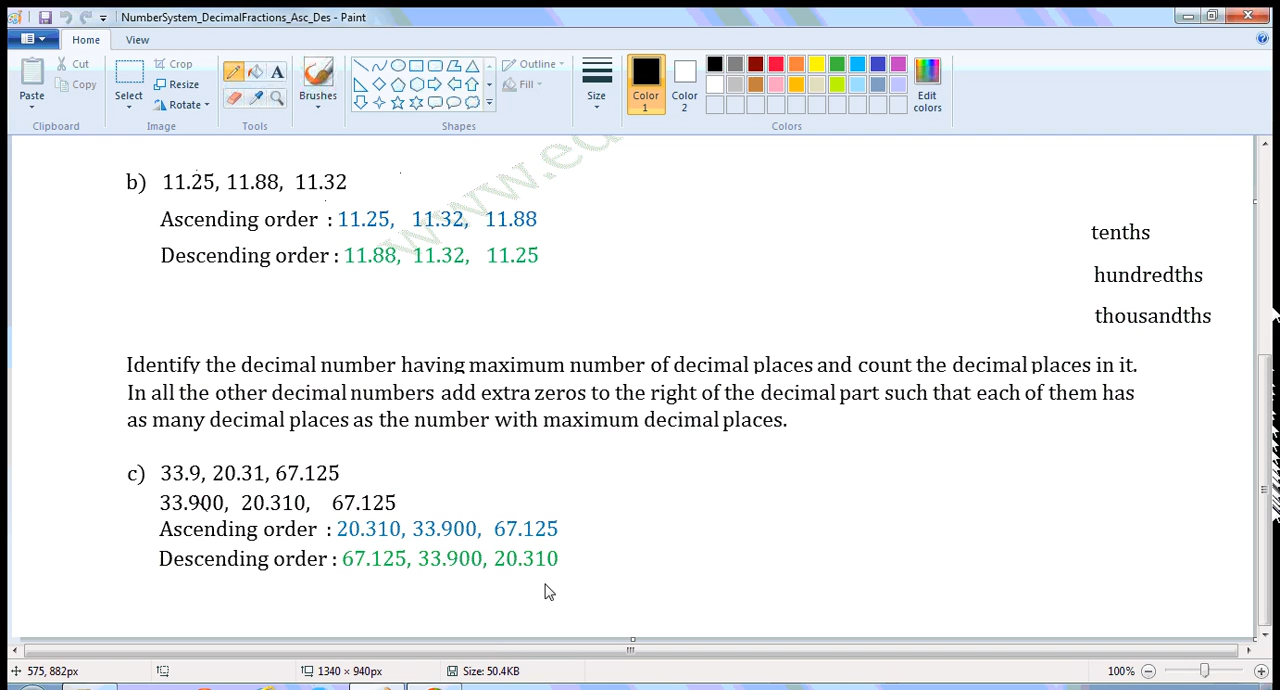 NumberSystem_DecimalFractions_Asc_Des - Paint
Home View
Paste Cut Copy Select Crop Resize Rotate A Brushes Outline Fill Size Color 1 Color 2 Edit colors
Clipboard Image Tools Shapes Colors
www.ed
b) 11.25, 11.88, 11.32
Ascending order : 11.25, 11.32, 11.88
tenths
Descending order : 11.88, 11.32, 11.25
hundredths
thousandths
Identify the decimal number having maximum number of decimal places and count the decimal places in it.
In all the other decimal numbers add extra zeros to the right of the decimal part such that each of them has
as many decimal places as the number with maximum decimal places.
c) 33.9, 20.31, 67.125
33.900, 20.310, 67.125
Ascending order : 20.310, 33.900, 67.125
Descending order : 67.125, 33.900, 20.310
575, 882px 1340 × 940px Size: 50.4KB 100%